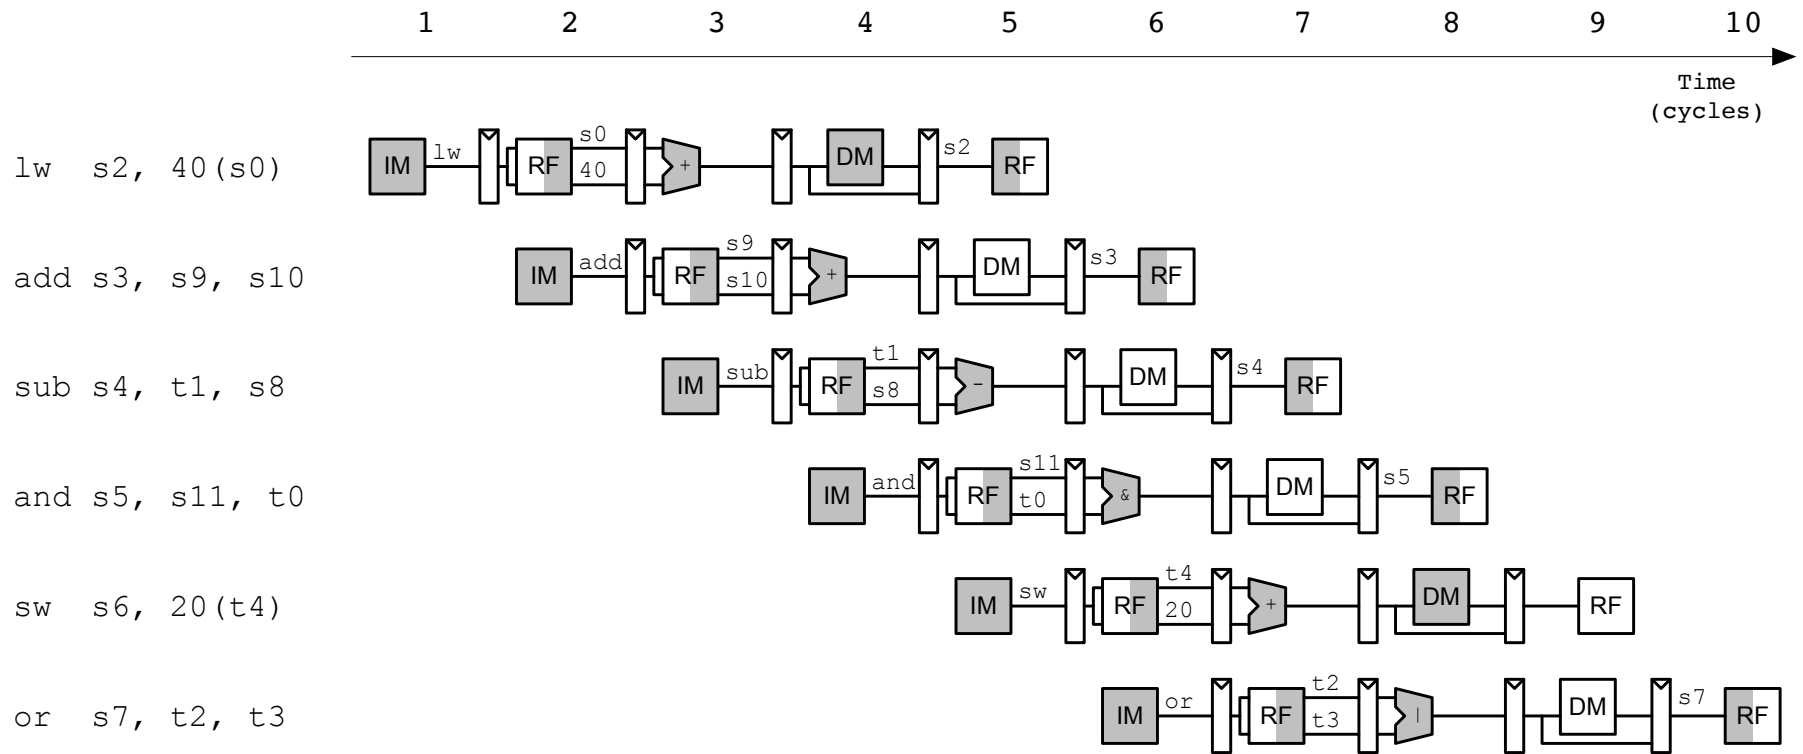 1 2 3 4 5 6 7 8 9 10
Time
(cycles)
lw s2, 40(s0) IM lw RF s0 40 + DM s2 RF
add s3, s9, s10 IM add RF s9 s10 + DM s3 RF
sub s4, t1, s8 IM sub RF t1 s8 - DM s4 RF
and s5, s11, t0 IM and RF s11 t0 & DM s5 RF
sw s6, 20(t4) IM sw RF t4 20 + DM RF
or s7, t2, t3 IM or RF t2 t3 | DM s7 RF